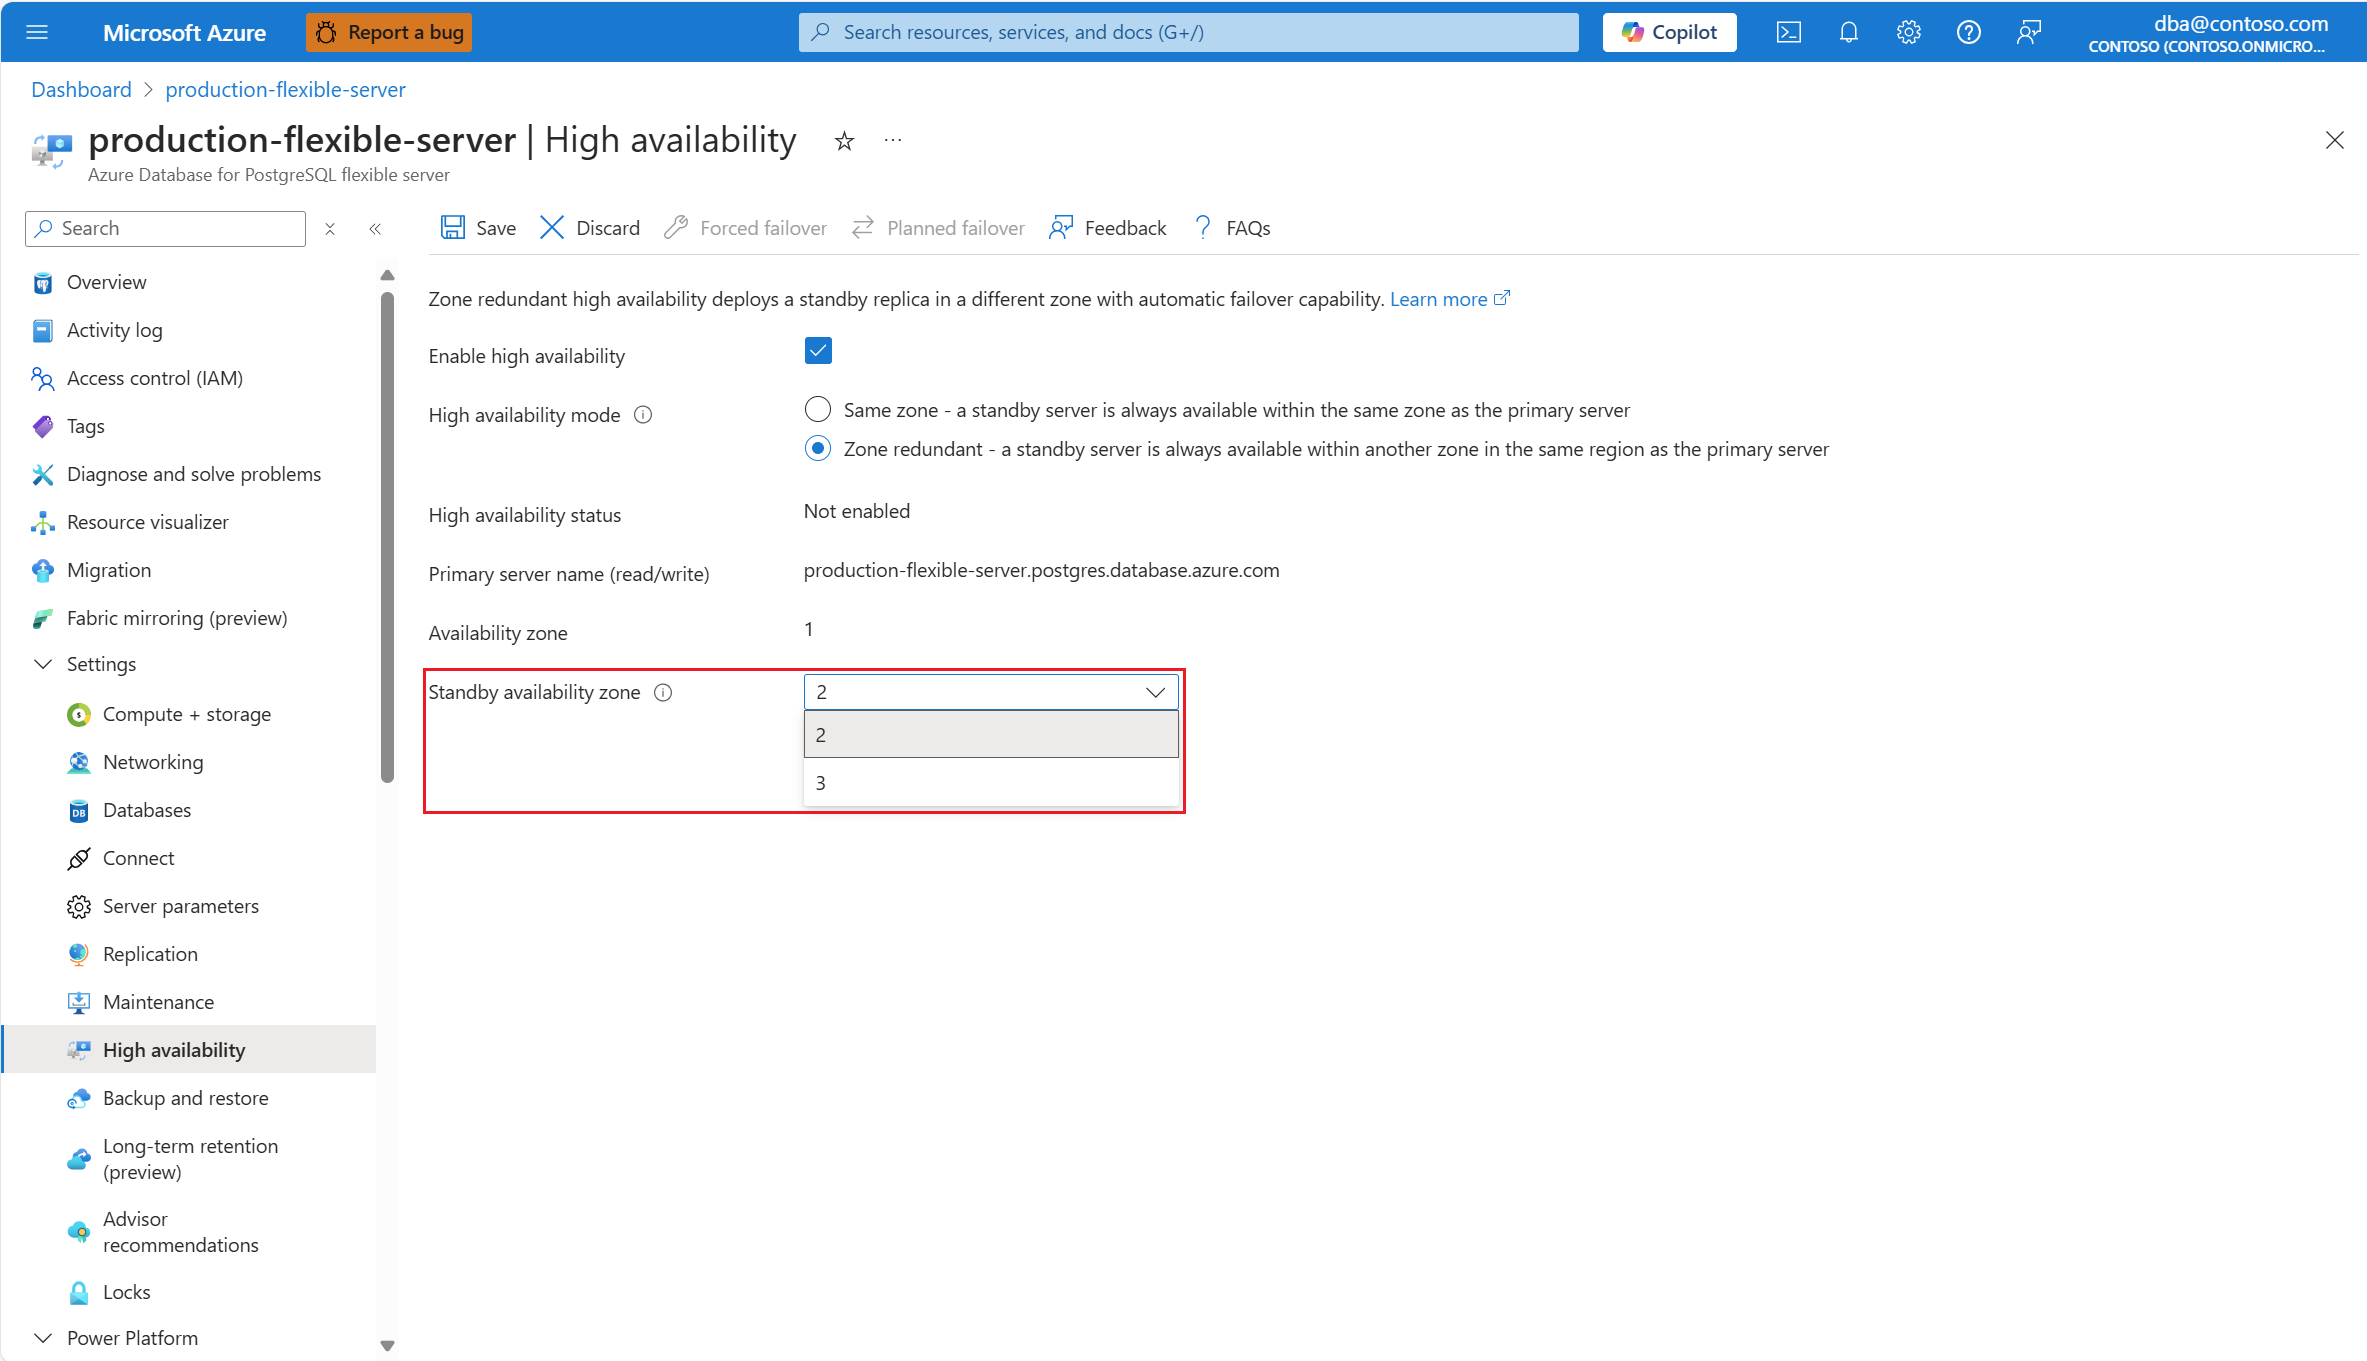 Microsoft Azure
Report a bug
Search resources, services, and docs (G+/)
Copilot
dba@contoso.com
CONTOSO (CONTOSO.ONMICRO...
Dashboard > production-flexible-server
production-flexible-server | High availability
Azure Database for PostgreSQL flexible server
Search
Save
Discard
Forced failover
Planned failover
Feedback
FAQs
Overview
Activity log
Access control (IAM)
Tags
Diagnose and solve problems
Resource visualizer
Migration
Fabric mirroring (preview)
Settings
Compute + storage
Networking
Databases
Connect
Server parameters
Replication
Maintenance
High availability
Backup and restore
Long-term retention
(preview)
Advisor
recommendations
Locks
Power Platform
Zone redundant high availability deploys a standby replica in a different zone with automatic failover capability. Learn more
Enable high availability
High availability mode
Same zone - a standby server is always available within the same zone as the primary server
Zone redundant - a standby server is always available within another zone in the same region as the primary server
High availability status
Not enabled
Primary server name (read/write)
production-flexible-server.postgres.database.azure.com
Availability zone
1
Standby availability zone
2
2
3